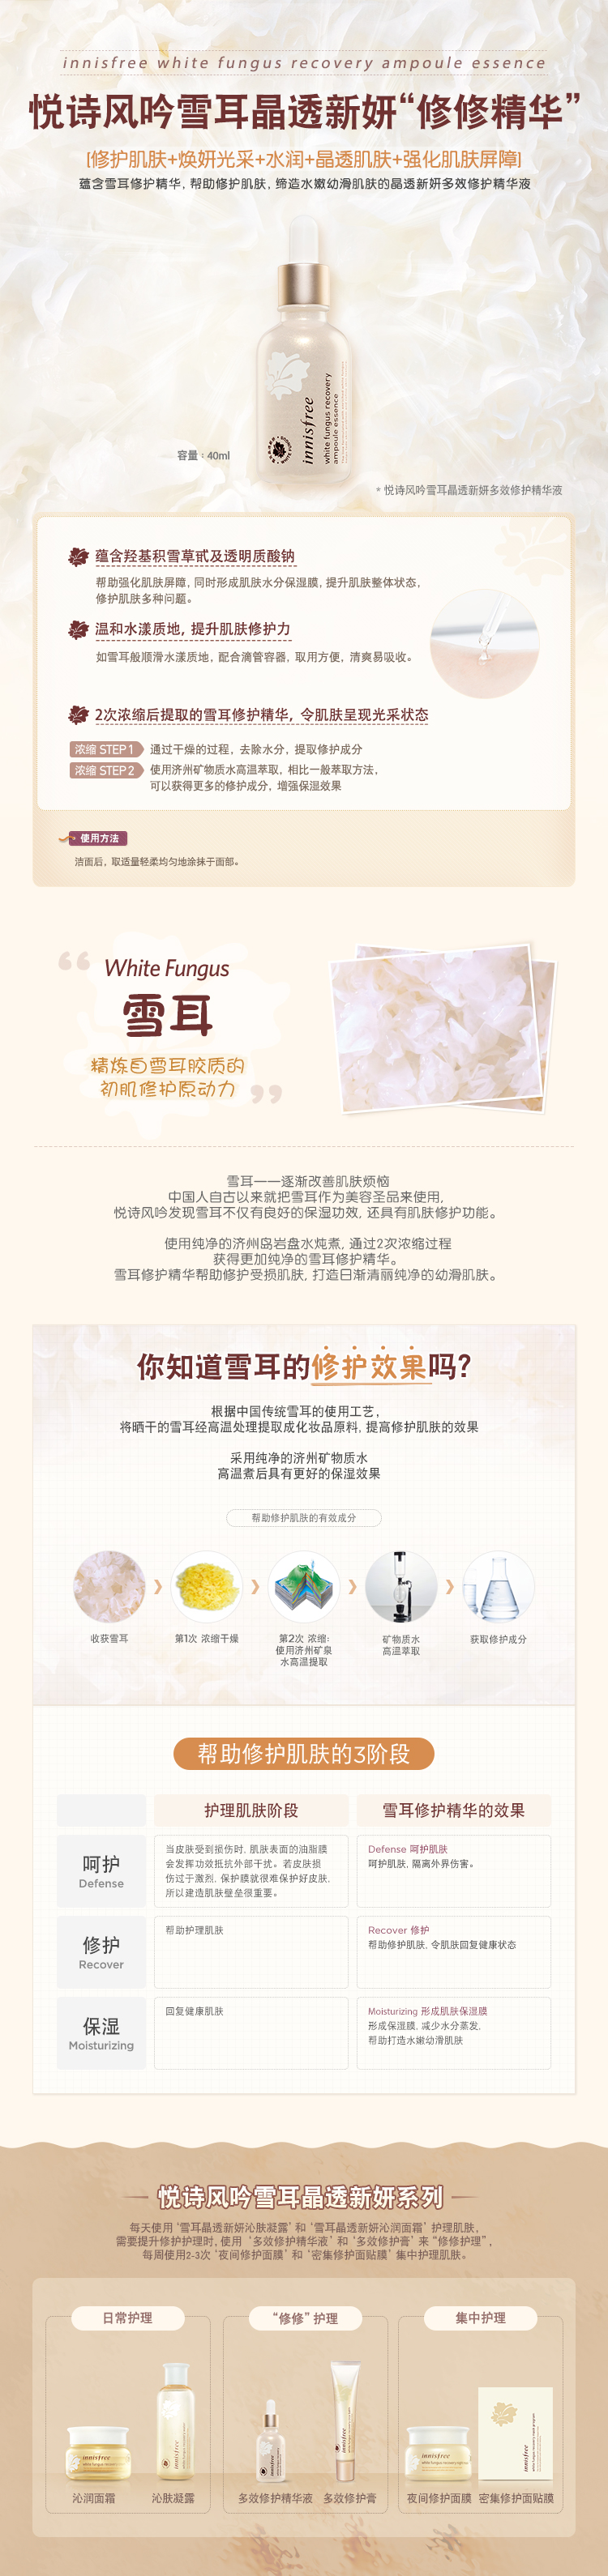 innisfree white fungus recovery ampoule essence
悦诗风吟雪耳晶透新妍“修修精华”
[修护肌肤+焕妍光采+水润+晶透肌肤+强化肌肤屏障]
蕴含雪耳修护精华, 帮助修护肌肤, 缔造水嫩幼滑肌肤的晶透新妍多效修护精华液
innisfree
white fungus recovery
ampoule essence
容量 : 40ml
* 悦诗风吟雪耳晶透新妍多效修护精华液
蕴含羟基积雪草甙及透明质酸钠
帮助强化肌肤屏障, 同时形成肌肤水分保湿膜, 提升肌肤整体状态,
修护肌肤多种问题。
温和水漾质地, 提升肌肤修护力
如雪耳般顺滑水漾质地, 配合滴管容器, 取用方便, 清爽易吸收。
2次浓缩后提取的雪耳修护精华, 令肌肤呈现光采状态
浓缩 STEP 1 通过干燥的过程, 去除水分, 提取修护成分
浓缩 STEP 2 使用济州矿物质水高温萃取, 相比一般萃取方法,
可以获得更多的修护成分, 增强保湿效果
使用方法
洁面后, 取适量轻柔均匀地涂抹于面部。
“ White Fungus
雪耳
精炼自雪耳胶质的
初肌修护原动力 ”
雪耳——逐渐改善肌肤烦恼
中国人自古以来就把雪耳作为美容圣品来使用,
悦诗风吟发现雪耳不仅有良好的保湿功效, 还具有肌肤修护功能。
使用纯净的济州岛岩盘水炖煮, 通过2次浓缩过程
获得更加纯净的雪耳修护精华。
雪耳修护精华帮助修护受损肌肤, 打造日渐清丽纯净的幼滑肌肤。
你知道雪耳的修护效果吗?
根据中国传统雪耳的使用工艺,
将晒干的雪耳经高温处理提取成化妆品原料, 提高修护肌肤的效果
采用纯净的济州矿物质水
高温煮后具有更好的保湿效果
帮助修护肌肤的有效成分
收获雪耳
第1次 浓缩干燥
第2次 浓缩:
使用济州矿泉
水高温提取
矿物质水
高温萃取
获取修护成分
帮助修护肌肤的3阶段
护理肌肤阶段
雪耳修护精华的效果
呵护
Defense
当皮肤受到损伤时, 肌肤表面的油脂膜
会发挥功效抵抗外部干扰。若皮肤损
伤过于激烈, 保护膜就很难保护好皮肤,
所以建造肌肤壁垒很重要。
Defense 呵护肌肤
呵护肌肤, 隔离外界伤害。
修护
Recover
帮助护理肌肤
Recover 修护
帮助修护肌肤, 令肌肤回复健康状态
保湿
Moisturizing
回复健康肌肤
Moisturizing 形成肌肤保湿膜
形成保湿膜, 减少水分蒸发,
帮助打造水嫩幼滑肌肤
悦诗风吟雪耳晶透新妍系列
每天使用 ‘雪耳晶透新妍沁肤凝露’ 和 ‘雪耳晶透新妍沁润面霜’ 护理肌肤,
需要提升修护护理时, 使用 ‘多效修护精华液’ 和 ‘多效修护膏’ 来 “修修护理”,
每周使用2-3次 ‘夜间修护面膜’ 和 ‘密集修护面贴膜’ 集中护理肌肤。
日常护理
“修修” 护理
集中护理
innisfree
innisfree
innisfree
innisfree
innisfree
innisfree
沁润面霜
沁肤凝露
多效修护精华液
多效修护膏
夜间修护面膜
密集修护面贴膜